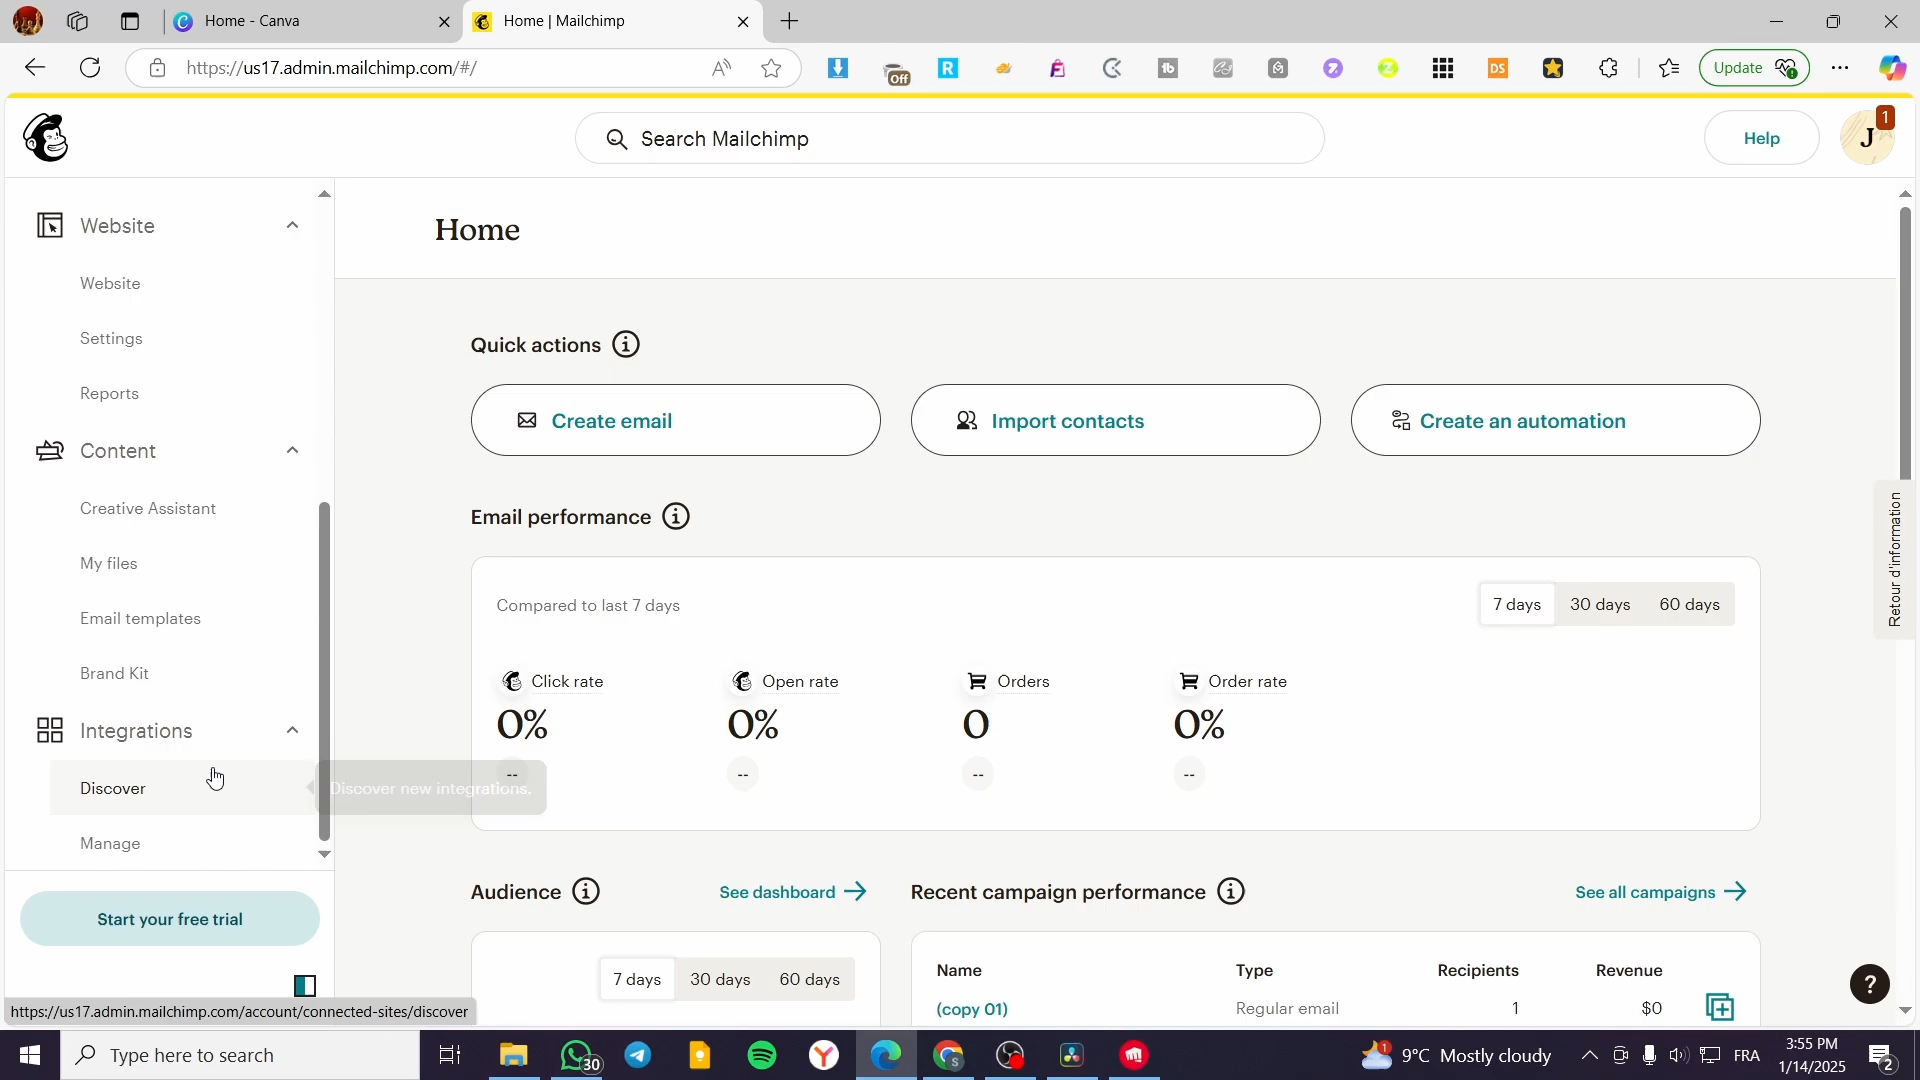 Home - Canva
Home | Mailchimp
https://us17.admin.mailchimp.com/#/
Off
R
tb
DS
Update
Search Mailchimp
Help
J
1
Website
Website
Settings
Reports
Content
Creative Assistant
My files
Email templates
Brand Kit
Integrations
Discover
Discover new integrations.
Manage
Start your free trial
https://us17.admin.mailchimp.com/account/connected-sites/discover
Home
Quick actions
Create email
Import contacts
Create an automation
Email performance
Compared to last 7 days
7 days 30 days 60 days
Click rate Open rate Orders Order rate
0% 0% 0 0%
-- -- -- --
Audience
See dashboard
7 days 30 days 60 days
Recent campaign performance
See all campaigns
Name Type Recipients Revenue
(copy 01) Regular email 1 $0
Retour d'information
?
Type here to search
30
1
9°C Mostly cloudy
FRA
3:55 PM
1/14/2025
2